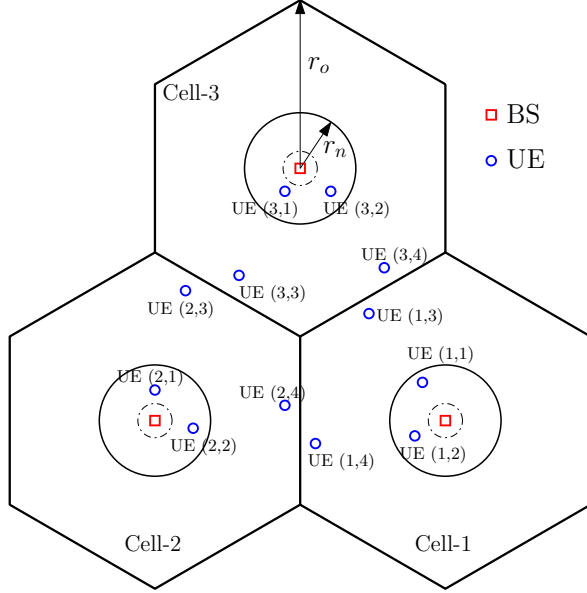 r_o
Cell-3
BS
r_n
UE
UE (3,1)
UE (3,2)
UE (3,4)
UE (3,3)
UE (2,3)
UE (1,3)
UE (1,1)
UE (2,1)
UE (2,4)
UE (2,2)
UE (1,4)
UE (1,2)
Cell-2
Cell-1